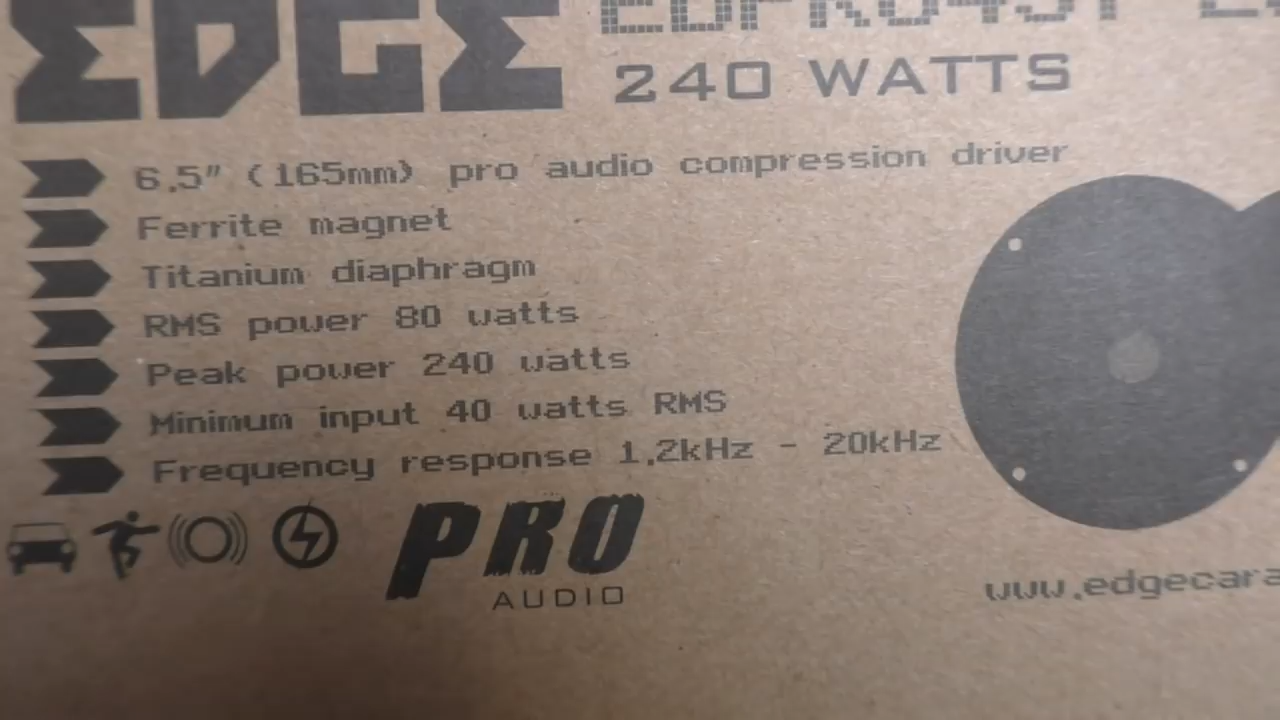 EDGE
240 WATTS
6.5" (165mm) pro audio compression driver
Ferrite magnet
Titanium diaphragm
RMS power 80 watts
Peak power 240 watts
Minimum input 40 watts RMS
Frequency response 1.2kHz - 20kHz
PRO
AUDIO
www.edgecara